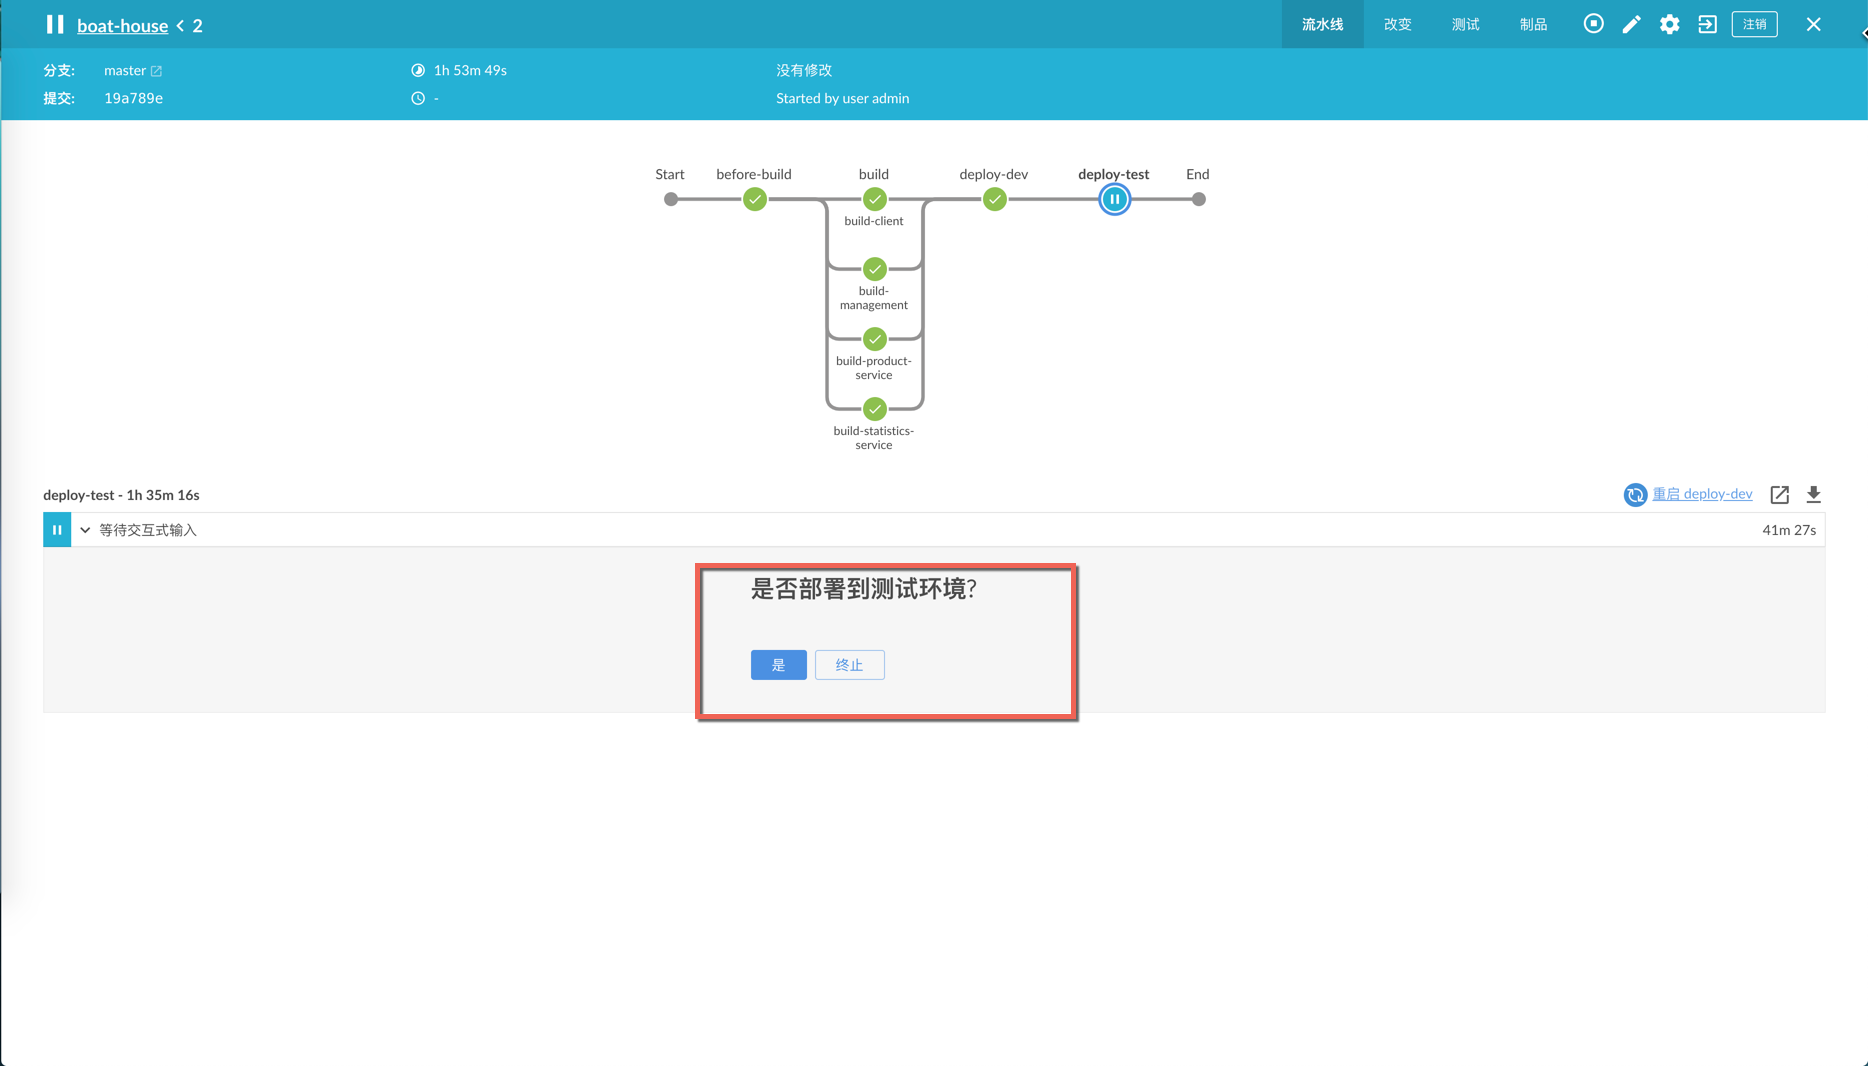 boat-house < 2
流水线 改变 测试 制品 注销
分支: master 1h 53m 49s 没有修改
提交: 19a789e - Started by user admin
Start before-build build deploy-dev deploy-test End
build-client
build-
management
build-product-
service
build-statistics-
service
deploy-test - 1h 35m 16s 重启 deploy-dev
等待交互式输入 41m 27s
是否部署到测试环境?
是 终止